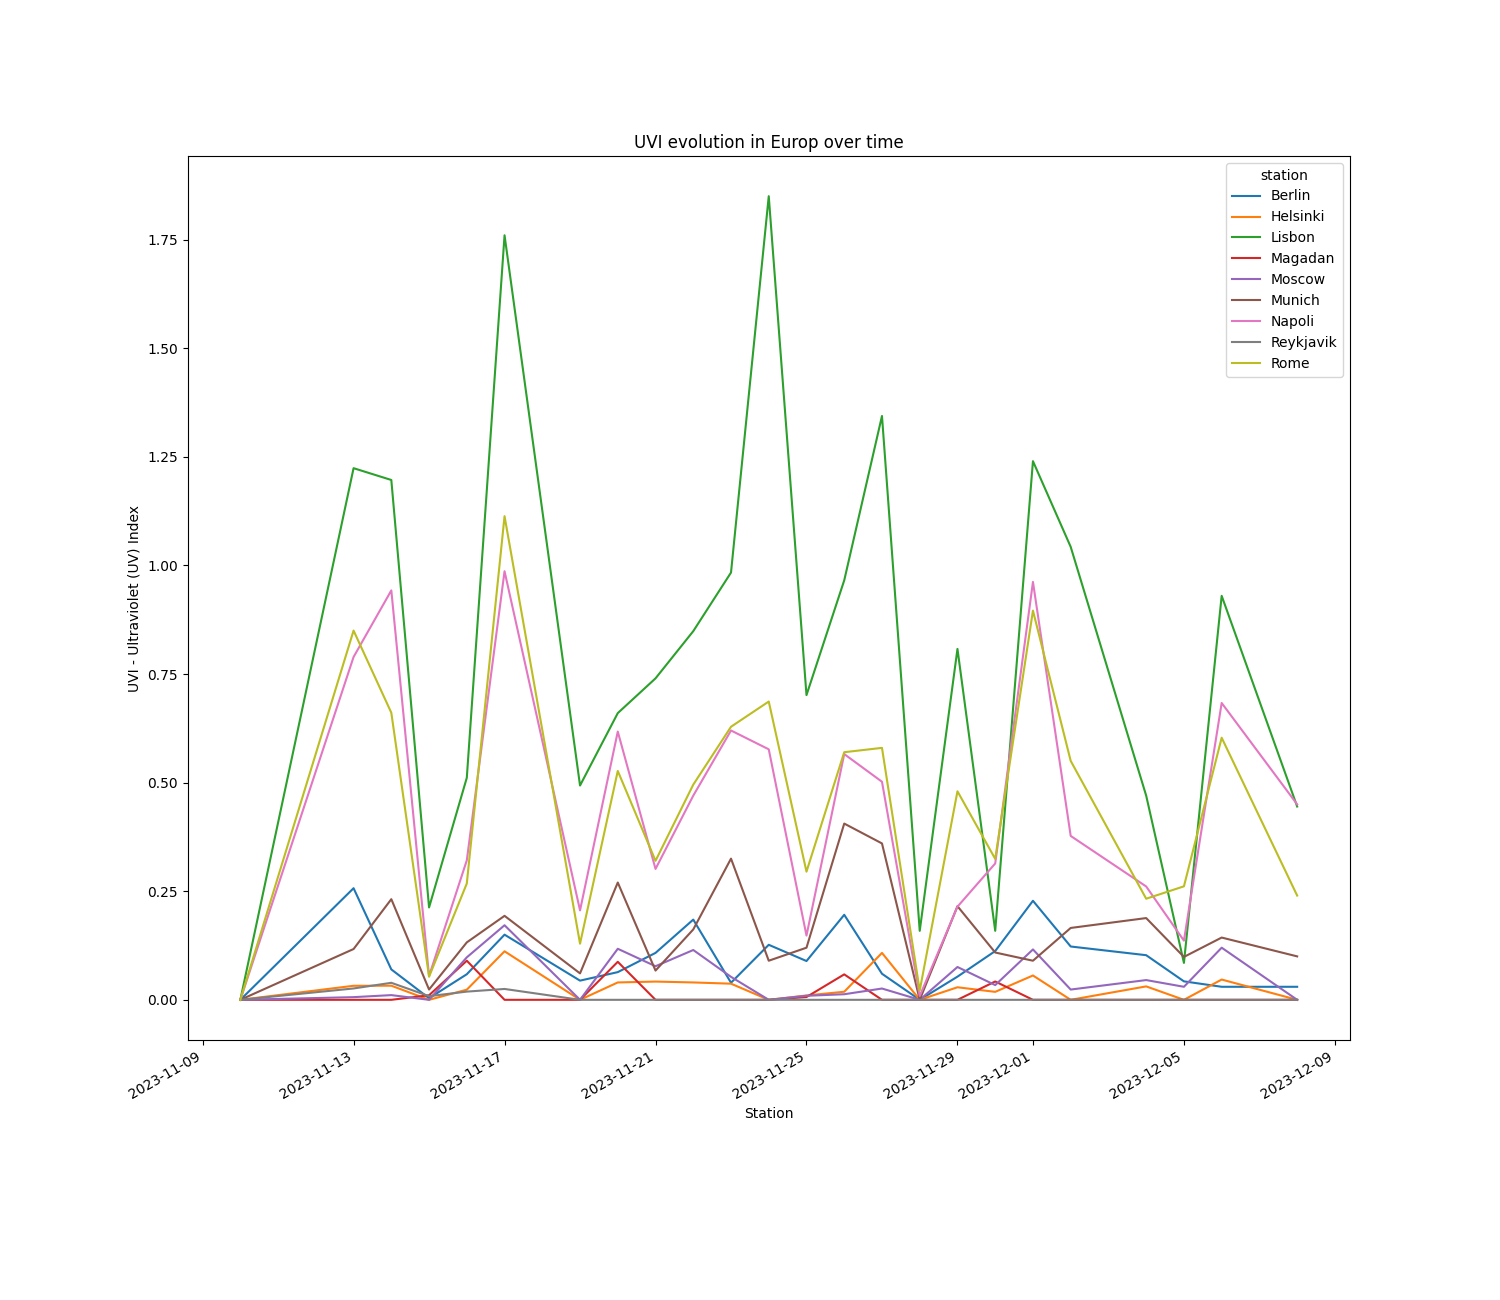 UVI evolution in Europ over time
station
Berlin
Helsinki
Lisbon
Magadan
Moscow
Munich
Napoli
Reykjavik
Rome
UVI - Ultraviolet (UV) Index
1.75
1.50
1.25
1.00
0.75
0.50
0.25
0.00
2023-11-09
2023-11-13
2023-11-17
2023-11-21
2023-11-25
2023-11-29
2023-12-01
2023-12-05
2023-12-09
Station